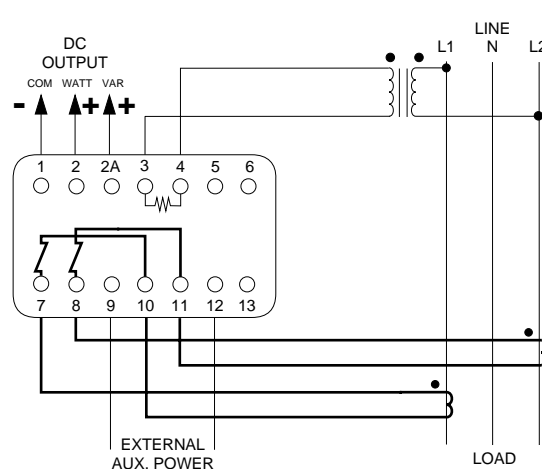 DC
OUTPUT
COM WATT VAR
- + +
LINE
L1 N L2
1 2 2A 3 4 5 6
7 8 9 10 11 12 13
EXTERNAL
AUX. POWER
LOAD